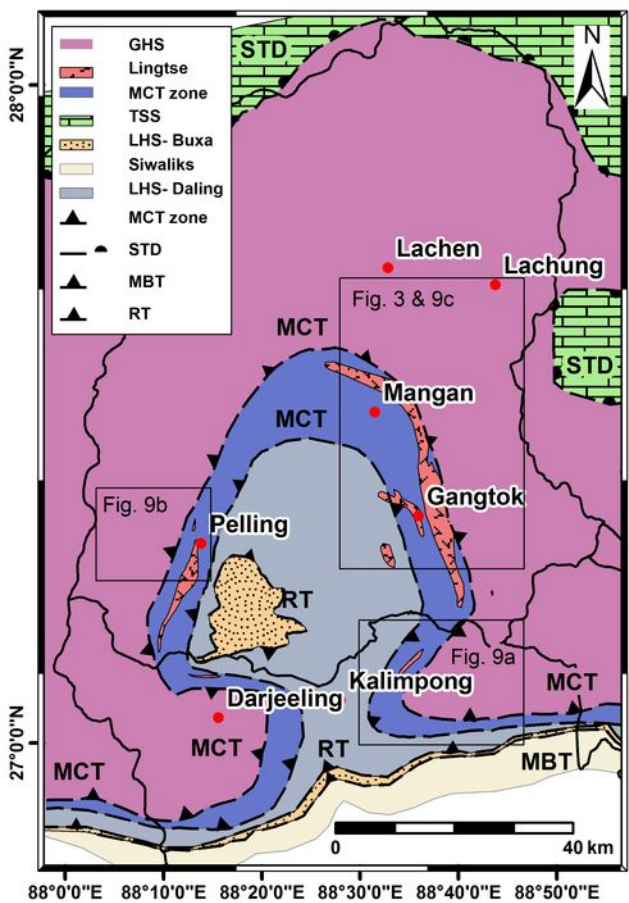 GHS
Lingtse
MCT zone
TSS
LHS- Buxa
Siwaliks
LHS- Daling
MCT zone
STD
MBT
RT
STD
N
28°0'0"N
Lachen
Lachung
Fig. 3 & 9c
MCT
STD
Mangan
MCT
Gangtok
Fig. 9b
Pelling
RT
Kalimpong
Fig. 9a
Darjeeling
MCT
27°0'0"N
MCT
RT
MBT
MCT
0
40 km
88°0'0"E
88°10'0"E
88°20'0"E
88°30'0"E
88°40'0"E
88°50'0"E